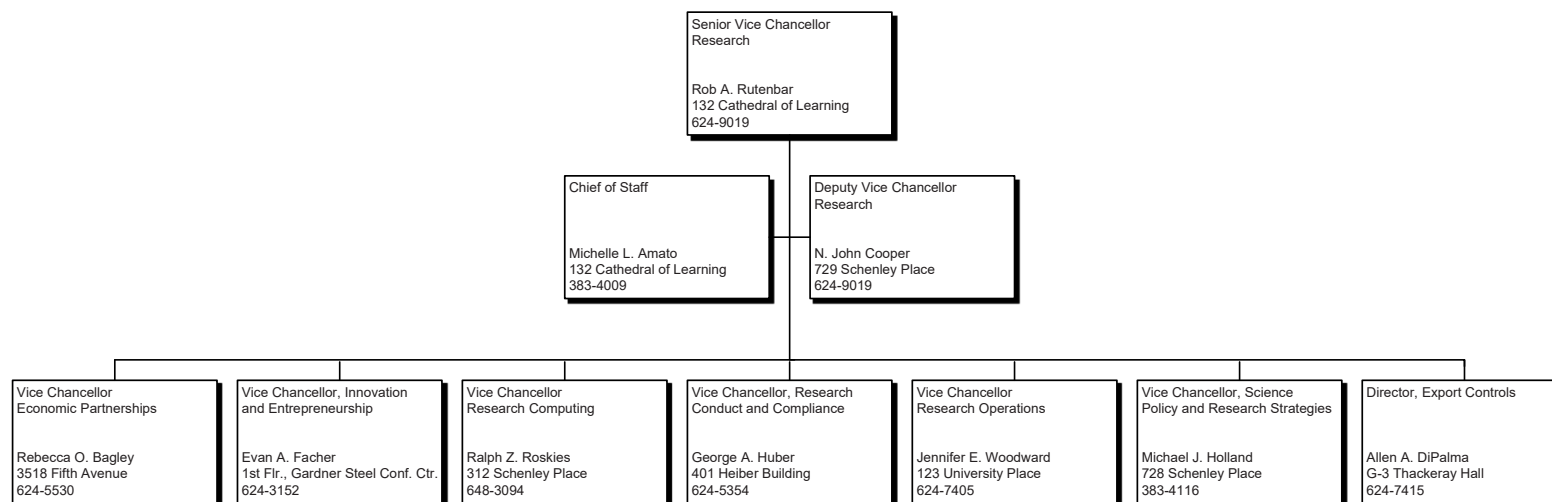 Senior Vice Chancellor
Research
Rob A. Rutenbar
132 Cathedral of Learning
624-9019
Chief of Staff
Michelle L. Amato
132 Cathedral of Learning
383-4009
Deputy Vice Chancellor
Research
N. John Cooper
729 Schenley Place
624-9019
Vice Chancellor
Economic Partnerships
Rebecca O. Bagley
3518 Fifth Avenue
624-5530
Vice Chancellor, Innovation
and Entrepreneurship
Evan A. Facher
1st Flr., Gardner Steel Conf. Ctr.
624-3152
Vice Chancellor
Research Computing
Ralph Z. Roskies
312 Schenley Place
648-3094
Vice Chancellor, Research
Conduct and Compliance
George A. Huber
401 Heiber Building
624-5354
Vice Chancellor
Research Operations
Jennifer E. Woodward
123 University Place
624-7405
Vice Chancellor, Science
Policy and Research Strategies
Michael J. Holland
728 Schenley Place
383-4116
Director, Export Controls
Allen A. DiPalma
G-3 Thackeray Hall
624-7415